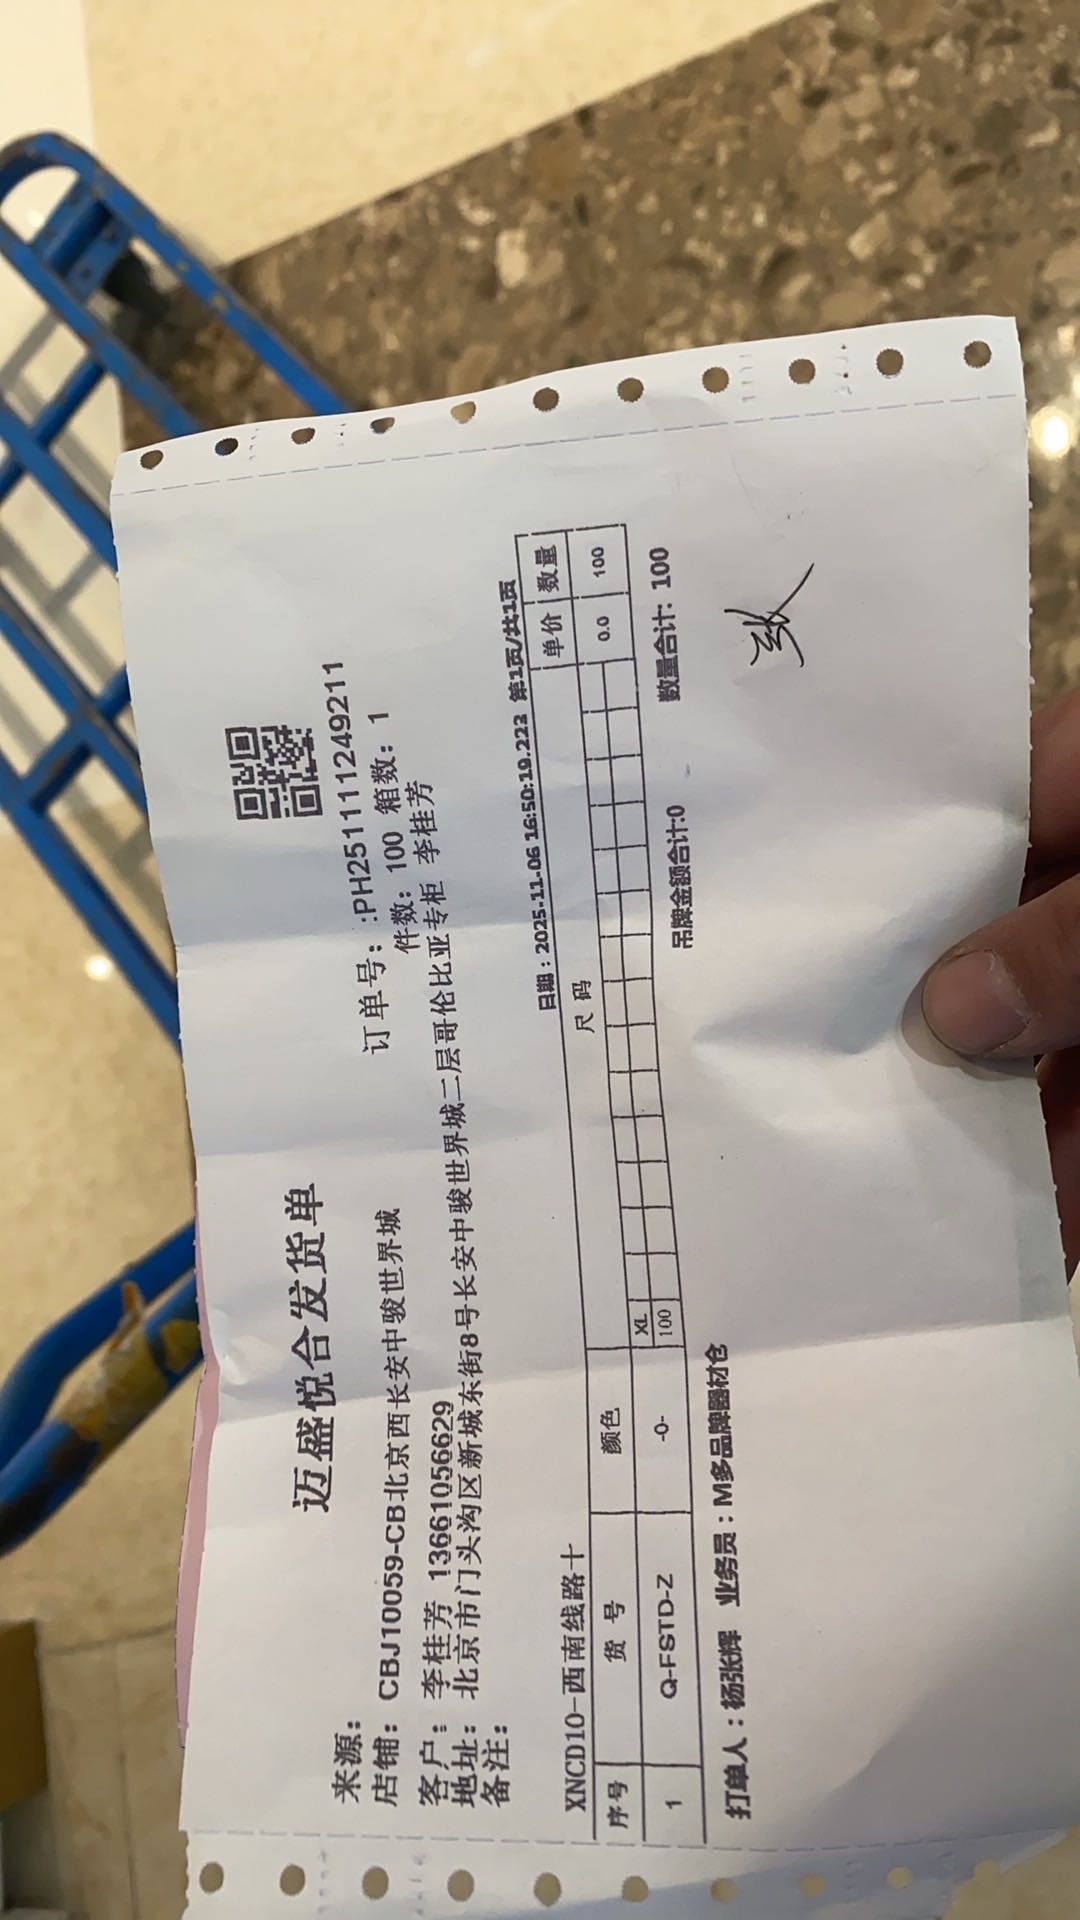 迈盛悦合发货单
来源：
订单号：:PH251111249211
店铺：CBJ10059-CB北京西长安中骏世界城
件数：100 箱数：1
客户：李桂芳 13661056629
地址：北京市门头沟区新城东街8号长安中骏世界城二层哥伦比亚专柜 李桂芳
备注：
日期：2025-11-06 16:50:19.223 第1页/共1页
XNCD10-西南线路十
序号 货号 颜色 尺码 单价 数量
XL
1 Q-FSTD-Z -0- 100 0.0 100
吊牌金额合计:0 数量合计: 100
打单人：杨张辉 业务员：M多品牌器材仓